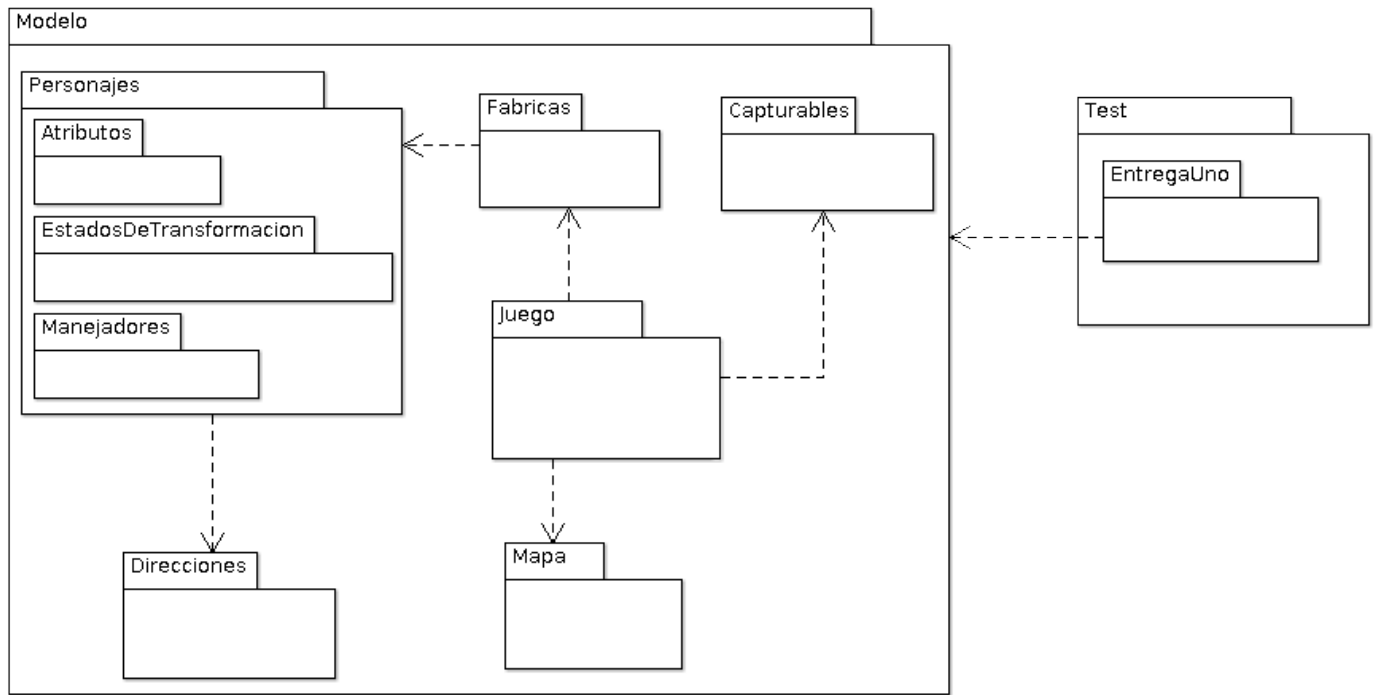 Modelo
Personajes
Atributos
EstadosDeTransformacion
Manejadores
Fabricas
Capturables
Juego
Direcciones
Mapa
Test
EntregaUno